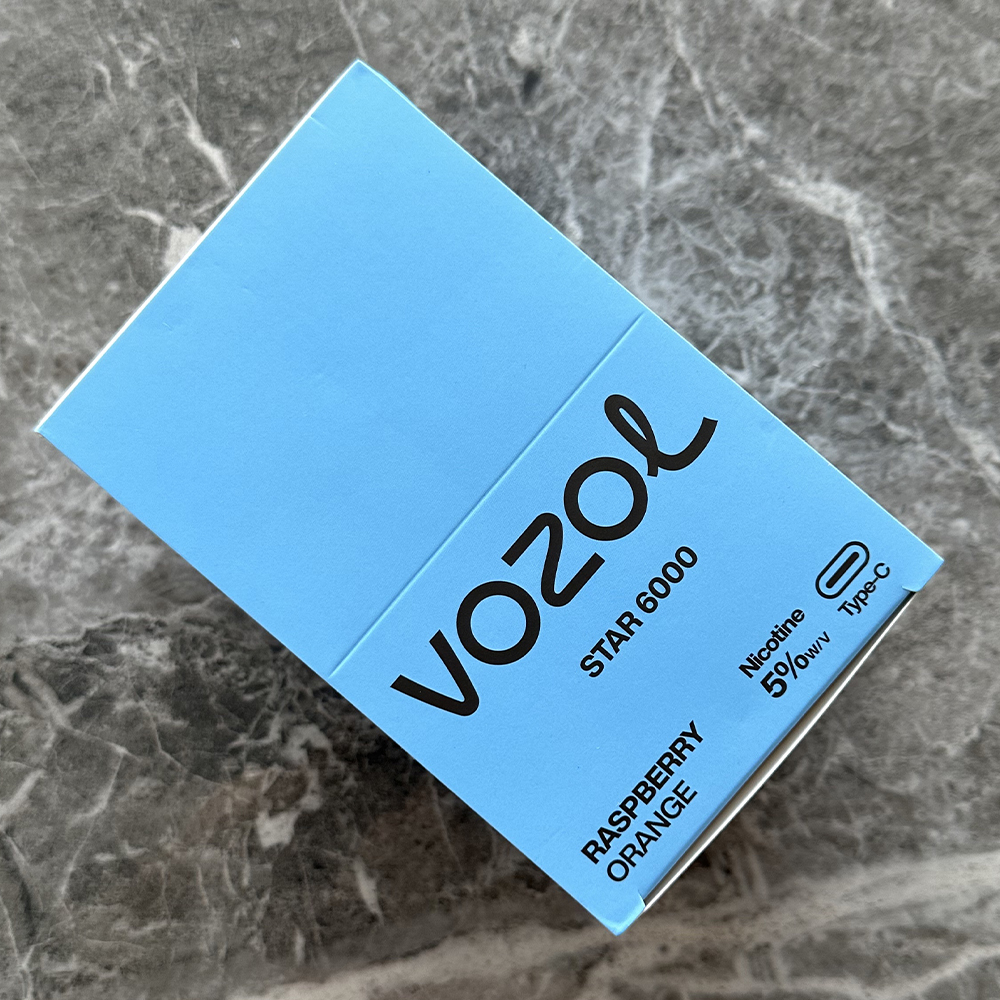 VOZOL
STAR 6000
RASPBERRY
ORANGE
Nicotine
5% w/v
Type-C